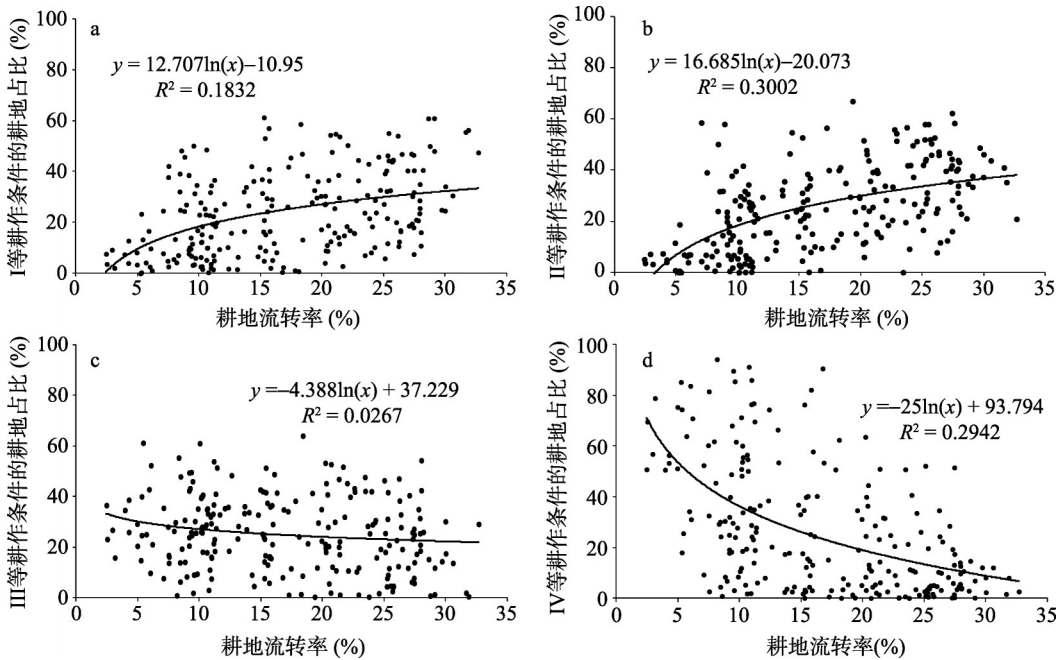 a
y = 12.707ln(x)–10.95
R² = 0.1832
I等耕作条件的耕地占比 (%)
100
80
60
40
20
0
0 5 10 15 20 25 30 35
耕地流转率 (%)
b
y = 16.685ln(x)–20.073
R² = 0.3002
II等耕作条件的耕地占比 (%)
100
80
60
40
20
0
0 5 10 15 20 25 30 35
耕地流转率 (%)
c
y =–4.388ln(x) + 37.229
R² = 0.0267
III等耕作条件的耕地占比 (%)
100
80
60
40
20
0
0 5 10 15 20 25 30 35
耕地流转率 (%)
d
y =–25ln(x) + 93.794
R² = 0.2942
IV等耕作条件的耕地占比 (%)
100
80
60
40
20
0
0 5 10 15 20 25 30 35
耕地流转率(%)